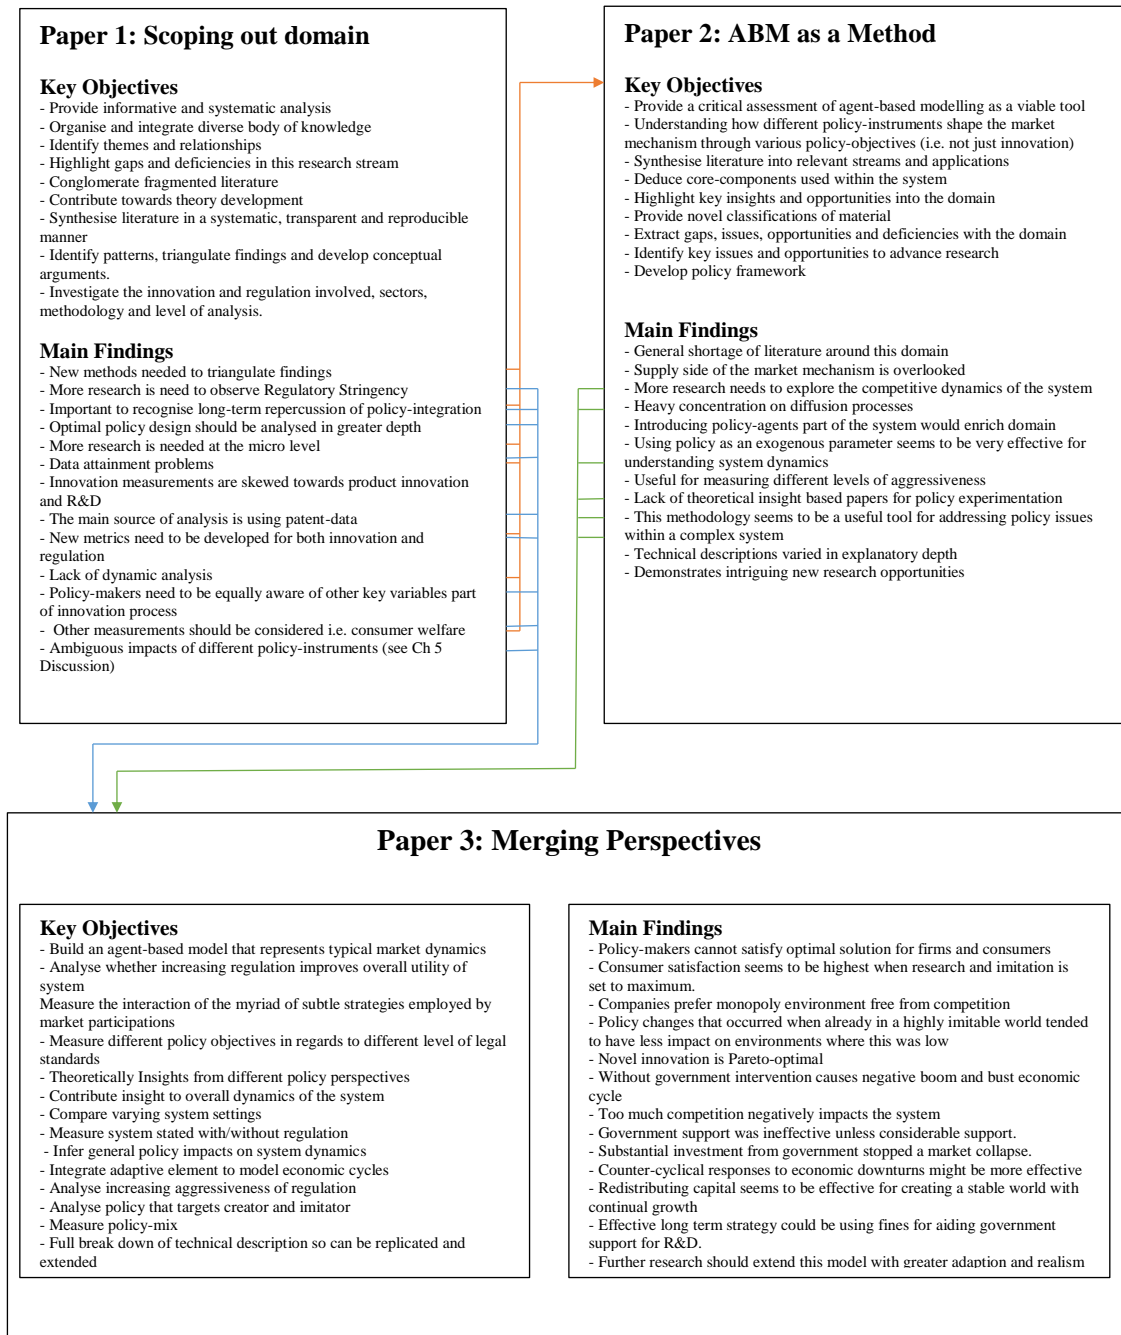 Paper 1: Scoping out domain
Key Objectives
- Provide informative and systematic analysis
- Organise and integrate diverse body of knowledge
- Identify themes and relationships
- Highlight gaps and deficiencies in this research stream
- Conglomerate fragmented literature
- Contribute towards theory development
- Synthesise literature in a systematic, transparent and reproducible
manner
- Identify patterns, triangulate findings and develop conceptual
arguments.
- Investigate the innovation and regulation involved, sectors,
methodology and level of analysis.
Main Findings
- New methods needed to triangulate findings
- More research is need to observe Regulatory Stringency
- Important to recognise long-term repercussion of policy-integration
- Optimal policy design should be analysed in greater depth
- More research is needed at the micro level
- Data attainment problems
- Innovation measurements are skewed towards product innovation
and R&D
- The main source of analysis is using patent-data
- New metrics need to be developed for both innovation and
regulation
- Lack of dynamic analysis
- Policy-makers need to be equally aware of other key variables part
of innovation process
- Other measurements should be considered i.e. consumer welfare
- Ambiguous impacts of different policy-instruments (see Ch 5
Discussion)
Paper 2: ABM as a Method
Key Objectives
- Provide a critical assessment of agent-based modelling as a viable tool
- Understanding how different policy-instruments shape the market
mechanism through various policy-objectives (i.e. not just innovation)
- Synthesise literature into relevant streams and applications
- Deduce core-components used within the system
- Highlight key insights and opportunities into the domain
- Provide novel classifications of material
- Extract gaps, issues, opportunities and deficiencies with the domain
- Identify key issues and opportunities to advance research
- Develop policy framework
Main Findings
- General shortage of literature around this domain
- Supply side of the market mechanism is overlooked
- More research needs to explore the competitive dynamics of the system
- Heavy concentration on diffusion processes
- Introducing policy-agents part of the system would enrich domain
- Using policy as an exogenous parameter seems to be very effective for
understanding system dynamics
- Useful for measuring different levels of aggressiveness
- Lack of theoretical insight based papers for policy experimentation
- This methodology seems to be a useful tool for addressing policy issues
within a complex system
- Technical descriptions varied in explanatory depth
- Demonstrates intriguing new research opportunities
Paper 3: Merging Perspectives
Key Objectives
- Build an agent-based model that represents typical market dynamics
- Analyse whether increasing regulation improves overall utility of
system
Measure the interaction of the myriad of subtle strategies employed by
market participations
- Measure different policy objectives in regards to different level of legal
standards
- Theoretically Insights from different policy perspectives
- Contribute insight to overall dynamics of the system
- Compare varying system settings
- Measure system stated with/without regulation
- Infer general policy impacts on system dynamics
- Integrate adaptive element to model economic cycles
- Analyse increasing aggressiveness of regulation
- Analyse policy that targets creator and imitator
- Measure policy-mix
- Full break down of technical description so can be replicated and
extended
Main Findings
- Policy-makers cannot satisfy optimal solution for firms and consumers
- Consumer satisfaction seems to be highest when research and imitation is
set to maximum.
- Companies prefer monopoly environment free from competition
- Policy changes that occurred when already in a highly imitable world tended
to have less impact on environments where this was low
- Novel innovation is Pareto-optimal
- Without government intervention causes negative boom and bust economic
cycle
- Too much competition negatively impacts the system
- Government support was ineffective unless considerable support.
- Substantial investment from government stopped a market collapse.
- Counter-cyclical responses to economic downturns might be more effective
- Redistributing capital seems to be effective for creating a stable world with
continual growth
- Effective long term strategy could be using fines for aiding government
support for R&D.
- Further research should extend this model with greater adaption and realism